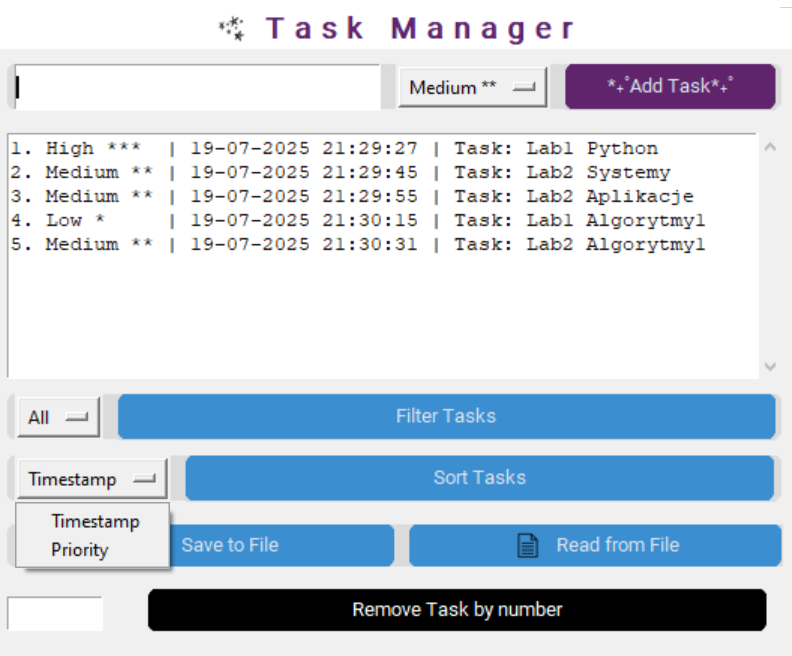 Task Manager
Medium ** *₊˚Add Task*₊˚
1. High *** | 19-07-2025 21:29:27 | Task: Lab1 Python
2. Medium ** | 19-07-2025 21:29:45 | Task: Lab2 Systemy
3. Medium ** | 19-07-2025 21:29:55 | Task: Lab2 Aplikacje
4. Low * | 19-07-2025 21:30:15 | Task: Lab1 Algorytmy1
5. Medium ** | 19-07-2025 21:30:31 | Task: Lab2 Algorytmy1
All Filter Tasks
Timestamp Sort Tasks
Timestamp
Priority
Save to File Read from File
Remove Task by number